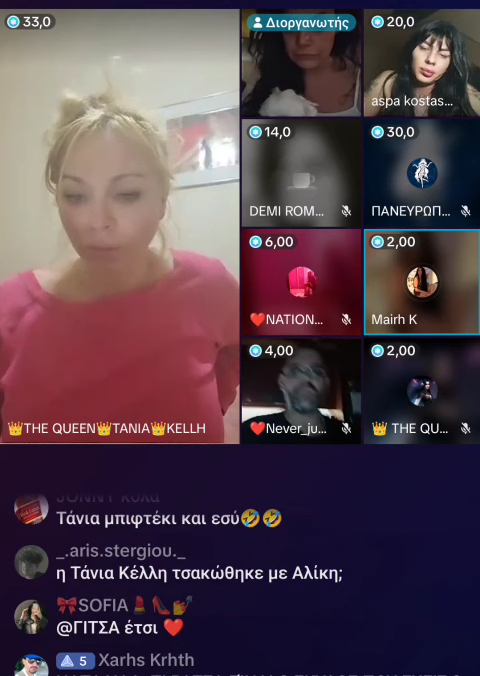 33,0
Διοργανωτής
20,0
aspa kostas...
14,0
DEMI ROM...
30,0
ΠΑΝΕΥΡΩΠ...
6,00
❤️NATION...
2,00
Mairh K
👑THE QUEEN👑TANIA👑KELLH
4,00
❤️Never_ju...
2,00
👑 THE QU...
Τάνια μπιφτέκι και εσύ🤣🤣
_.aris.stergiou._
η Τάνια Κέλλη τσακώθηκε με Αλίκη;
🎀SOFIA💄👠💅
@ΓΙΤΣΑ έτσι ❤️
5 Xarhs Krhth